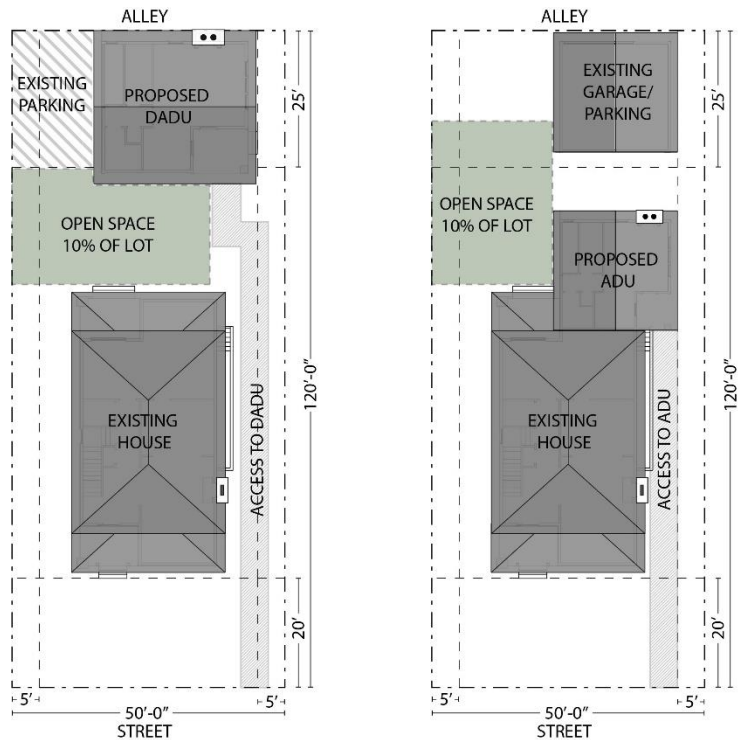 ALLEY
EXISTING
PARKING
PROPOSED
DADU
25'
OPEN SPACE
10% OF LOT
EXISTING
HOUSE
ACCESS TO DADU
120'-0"
20'
5'
5'
50'-0"
STREET
ALLEY
EXISTING
GARAGE/
PARKING
25'
OPEN SPACE
10% OF LOT
PROPOSED
ADU
EXISTING
HOUSE
ACCESS TO ADU
120'-0"
20'
5'
5'
50'-0"
STREET